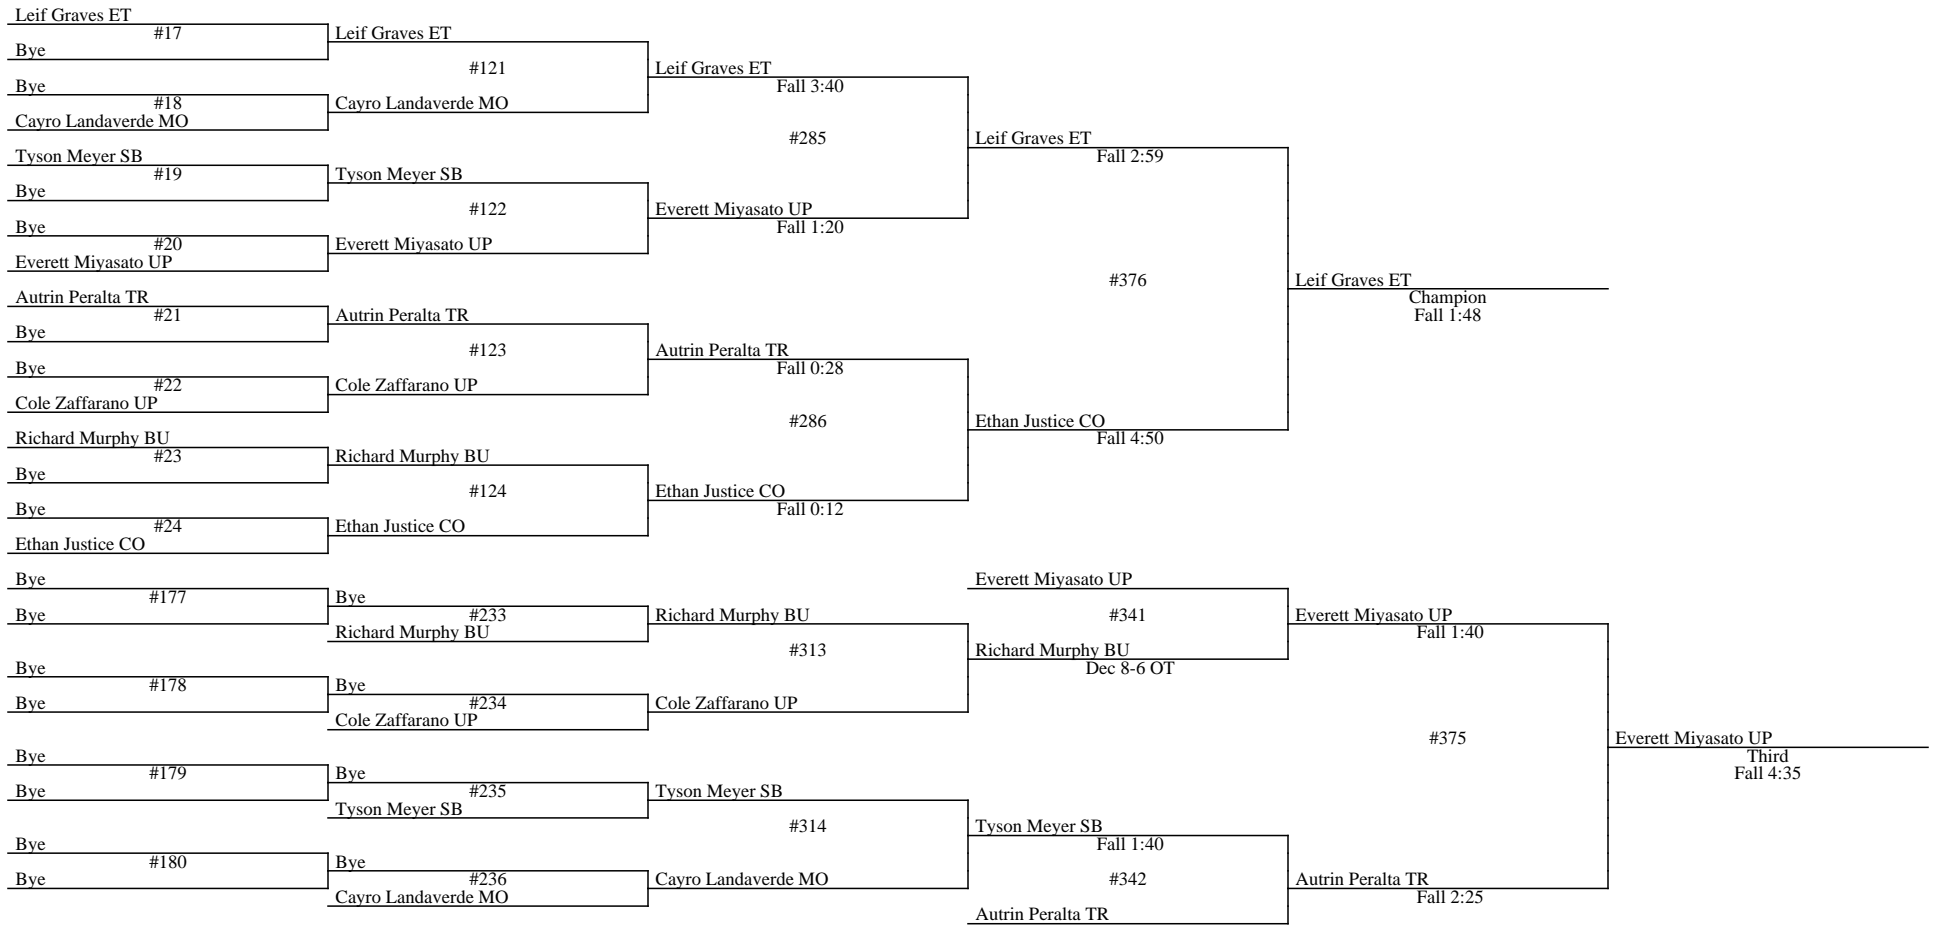 Leif Graves ET
#17
Bye
Leif Graves ET
#121
Bye
#18
Cayro Landaverde MO
Cayro Landaverde MO
Leif Graves ET
Fall 3:40
#285
Tyson Meyer SB
#19
Bye
Tyson Meyer SB
#122
Bye
#20
Everett Miyasato UP
Everett Miyasato UP
Everett Miyasato UP
Fall 1:20
Leif Graves ET
Fall 2:59
#376
Autrin Peralta TR
#21
Bye
Autrin Peralta TR
#123
Bye
#22
Cole Zaffarano UP
Cole Zaffarano UP
Autrin Peralta TR
Fall 0:28
#286
Richard Murphy BU
#23
Bye
Richard Murphy BU
#124
Bye
#24
Ethan Justice CO
Ethan Justice CO
Ethan Justice CO
Fall 0:12
Ethan Justice CO
Fall 4:50
Leif Graves ET
Champion
Fall 1:48
Bye
#177
Bye
Bye
#233
Richard Murphy BU
Richard Murphy BU
#313
Bye
#178
Bye
Bye
#234
Cole Zaffarano UP
Cole Zaffarano UP
Everett Miyasato UP
#341
Richard Murphy BU
Dec 8-6 OT
Everett Miyasato UP
Fall 1:40
#375
Bye
#179
Bye
Bye
#235
Tyson Meyer SB
Tyson Meyer SB
#314
Bye
#180
Bye
Bye
#236
Cayro Landaverde MO
Cayro Landaverde MO
Tyson Meyer SB
Fall 1:40
#342
Autrin Peralta TR
Autrin Peralta TR
Fall 2:25
Everett Miyasato UP
Third
Fall 4:35